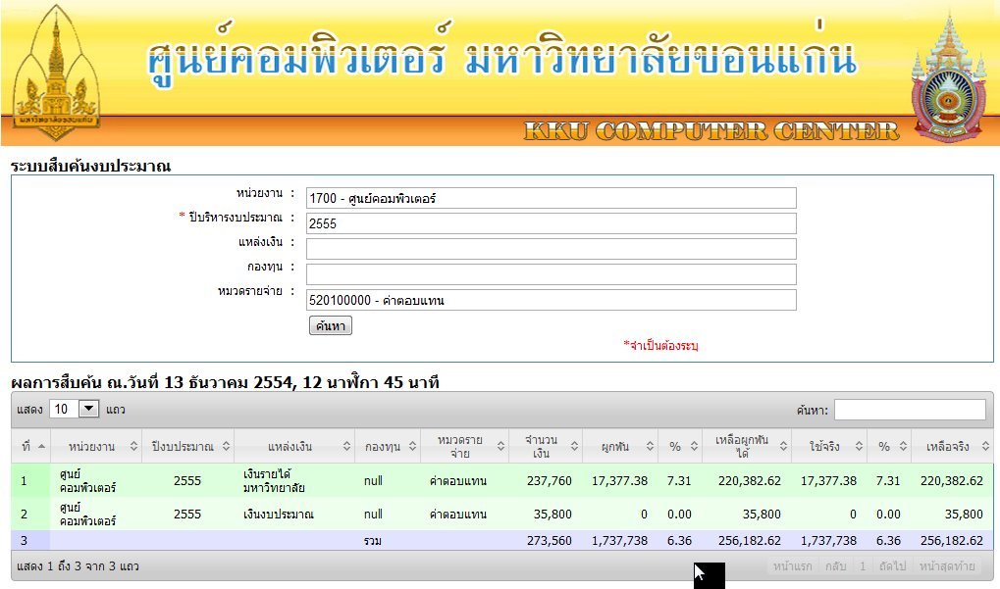 ศูนย์คอมพิวเตอร์ มหาวิทยาลัยขอนแก่น
มหาวิทยาลัยขอนแก่น
KKU COMPUTER CENTER
ระบบสืบค้นงบประมาณ
หน่วยงาน : 1700 - ศูนย์คอมพิวเตอร์
* ปีบริหารงบประมาณ : 2555
แหล่งเงิน :
กองทุน :
หมวดรายจ่าย : 520100000 - ค่าตอบแทน
ค้นหา
*จำเป็นต้องระบุ
ผลการสืบค้น ณ.วันที่ 13 ธันวาคม 2554, 12 นาฬิกา 45 นาที
แสดง 10 แถว ค้นหา:
ที่ หน่วยงาน ปีงบประมาณ แหล่งเงิน กองทุน หมวดราย จำนวน ผูกพัน % เหลือผูกพัน ใช้จริง % เหลือจริง
จ่าย เงิน ได้
1 ศูนย์ 2555 เงินรายได้ null ค่าตอบแทน 237,760 17,377.38 7.31 220,382.62 17,377.38 7.31 220,382.62
คอมพิวเตอร์ มหาวิทยาลัย
2 ศูนย์ 2555 เงินงบประมาณ null ค่าตอบแทน 35,800 0 0.00 35,800 0 0.00 35,800
คอมพิวเตอร์
3 รวม 273,560 1,737,738 6.36 256,182.62 1,737,738 6.36 256,182.62
แสดง 1 ถึง 3 จาก 3 แถว หน้าแรก กลับ 1 ถัดไป หน้าสุดท้าย